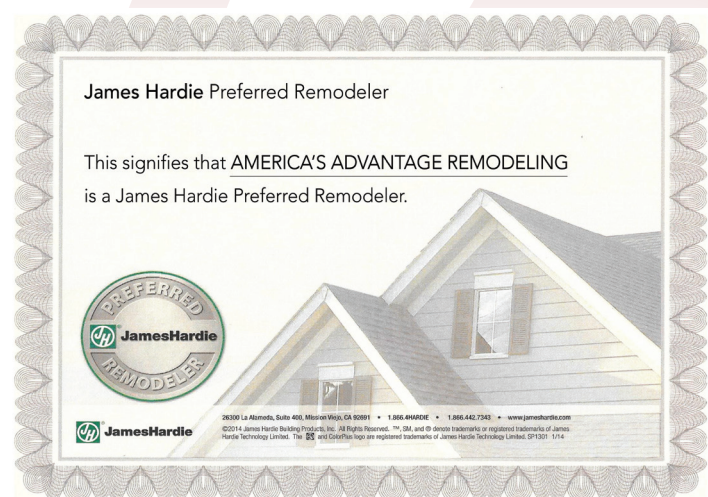 James Hardie Preferred Remodeler
This signifies that AMERICA'S ADVANTAGE REMODELING
is a James Hardie Preferred Remodeler.
PREFERRED
JH JamesHardie
REMODELER
JH JamesHardie
26300 La Alameda, Suite 400, Mission Viejo, CA 92691 • 1.866.4HARDIE • 1.866.442.7343 • www.jameshardie.com
©2014 James Hardie Building Products, Inc. All Rights Reserved. ™, SM, and ® denote trademarks or registered trademarks of James
Hardie Technology Limited. The and ColorPlus logo are registered trademarks of James Hardie Technology Limited. SP1301 1/14